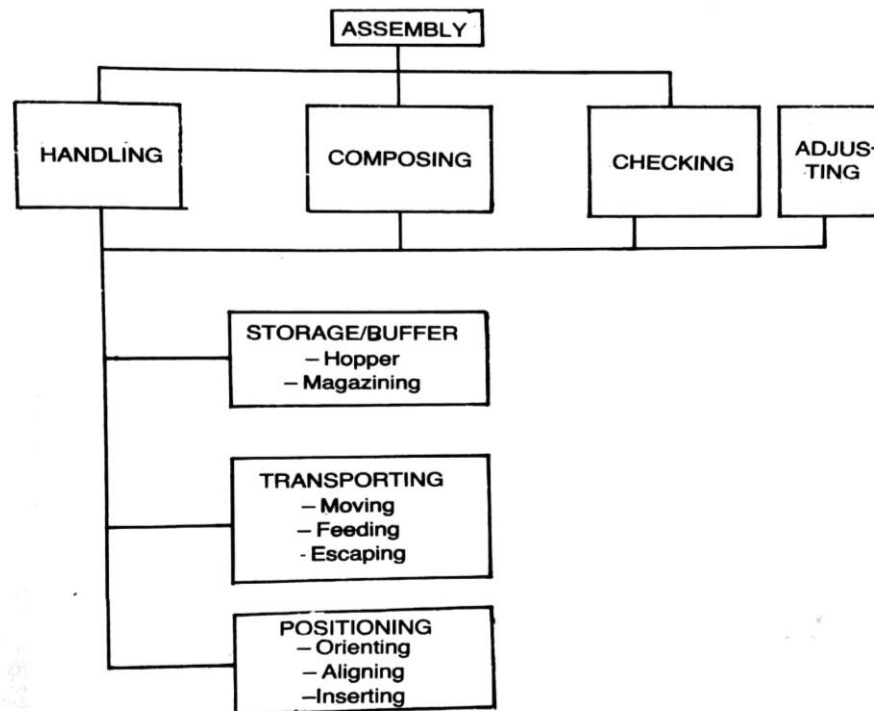 ASSEMBLY
HANDLING
COMPOSING
CHECKING
ADJUS-
TING
STORAGE/BUFFER
– Hopper
– Magazining
TRANSPORTING
– Moving
– Feeding
- Escaping
POSITIONING
– Orienting
– Aligning
–Inserting